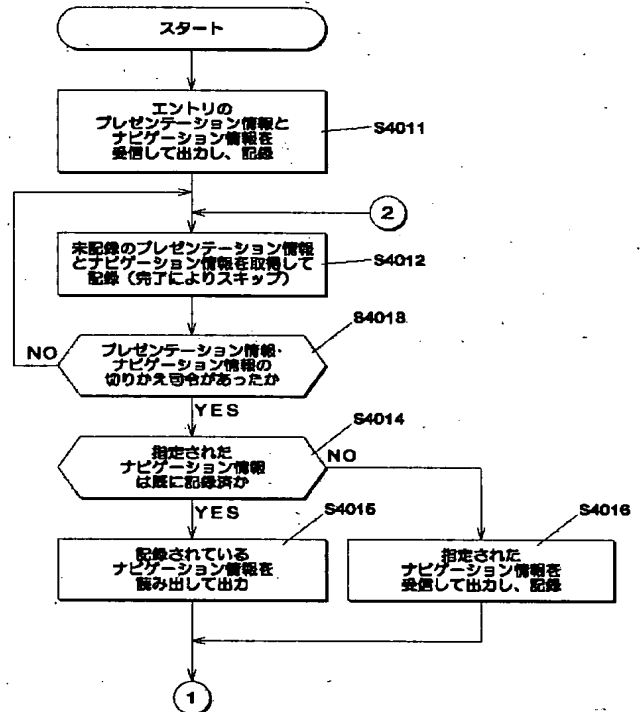 スタート
エントリの
プレゼンテーション情報と
ナビゲーション情報を
受信して出力し、記録
S4011
2
未記録のプレゼンテーション情報
とナビゲーション情報を取得して
記録（完了によりスキップ）
S4012
S4013
NO
プレゼンテーション情報・
ナビゲーション情報の
切りかえ司令があったか
YES
S4014
指定された
ナビゲーション情報
は既に記録済か
NO
YES
S4015
S4016
記録されている
ナビゲーション情報を
読み出して出力
指定された
ナビゲーション情報を
受信して出力し、記録
1